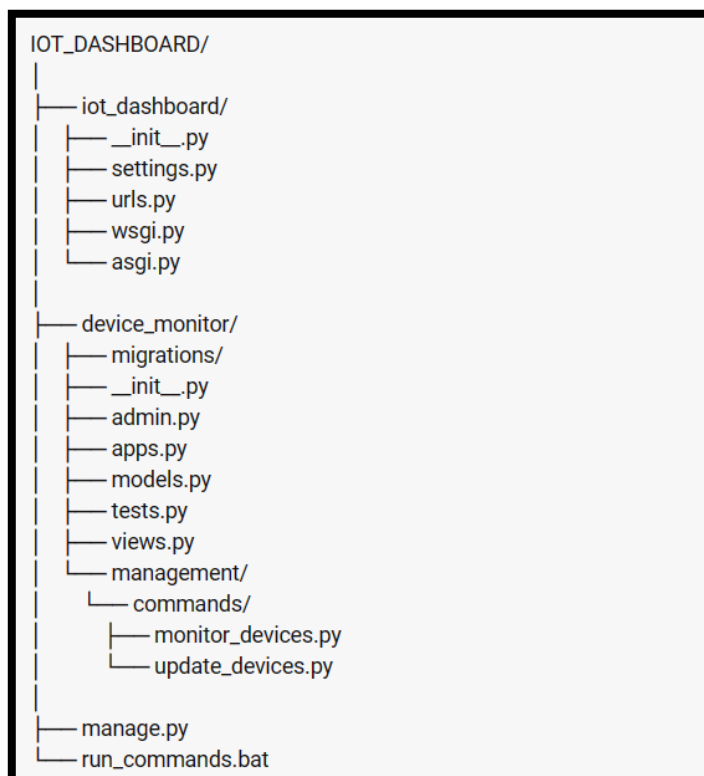 IOT_DASHBOARD/
│
├── iot_dashboard/
│   ├── __init__.py
│   ├── settings.py
│   ├── urls.py
│   ├── wsgi.py
│   └── asgi.py
│
├── device_monitor/
│   ├── migrations/
│   ├── __init__.py
│   ├── admin.py
│   ├── apps.py
│   ├── models.py
│   ├── tests.py
│   ├── views.py
│   └── management/
│       └── commands/
│           ├── monitor_devices.py
│           └── update_devices.py
│
├── manage.py
└── run_commands.bat